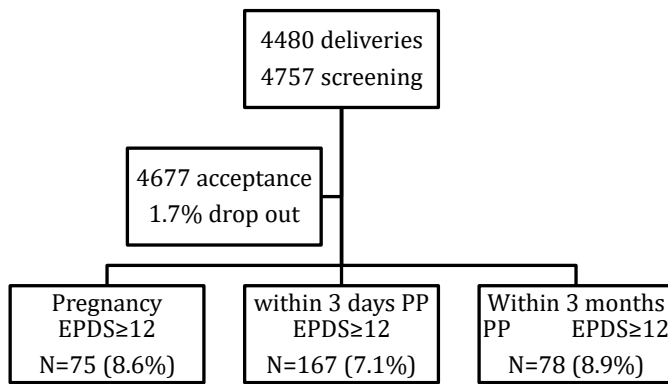 4480 deliveries
4757 screening
4677 acceptance
1.7% drop out
Pregnancy
EPDS≥12
N=75 (8.6%)
within 3 days PP
EPDS≥12
N=167 (7.1%)
Within 3 months
PP EPDS≥12
N=78 (8.9%)